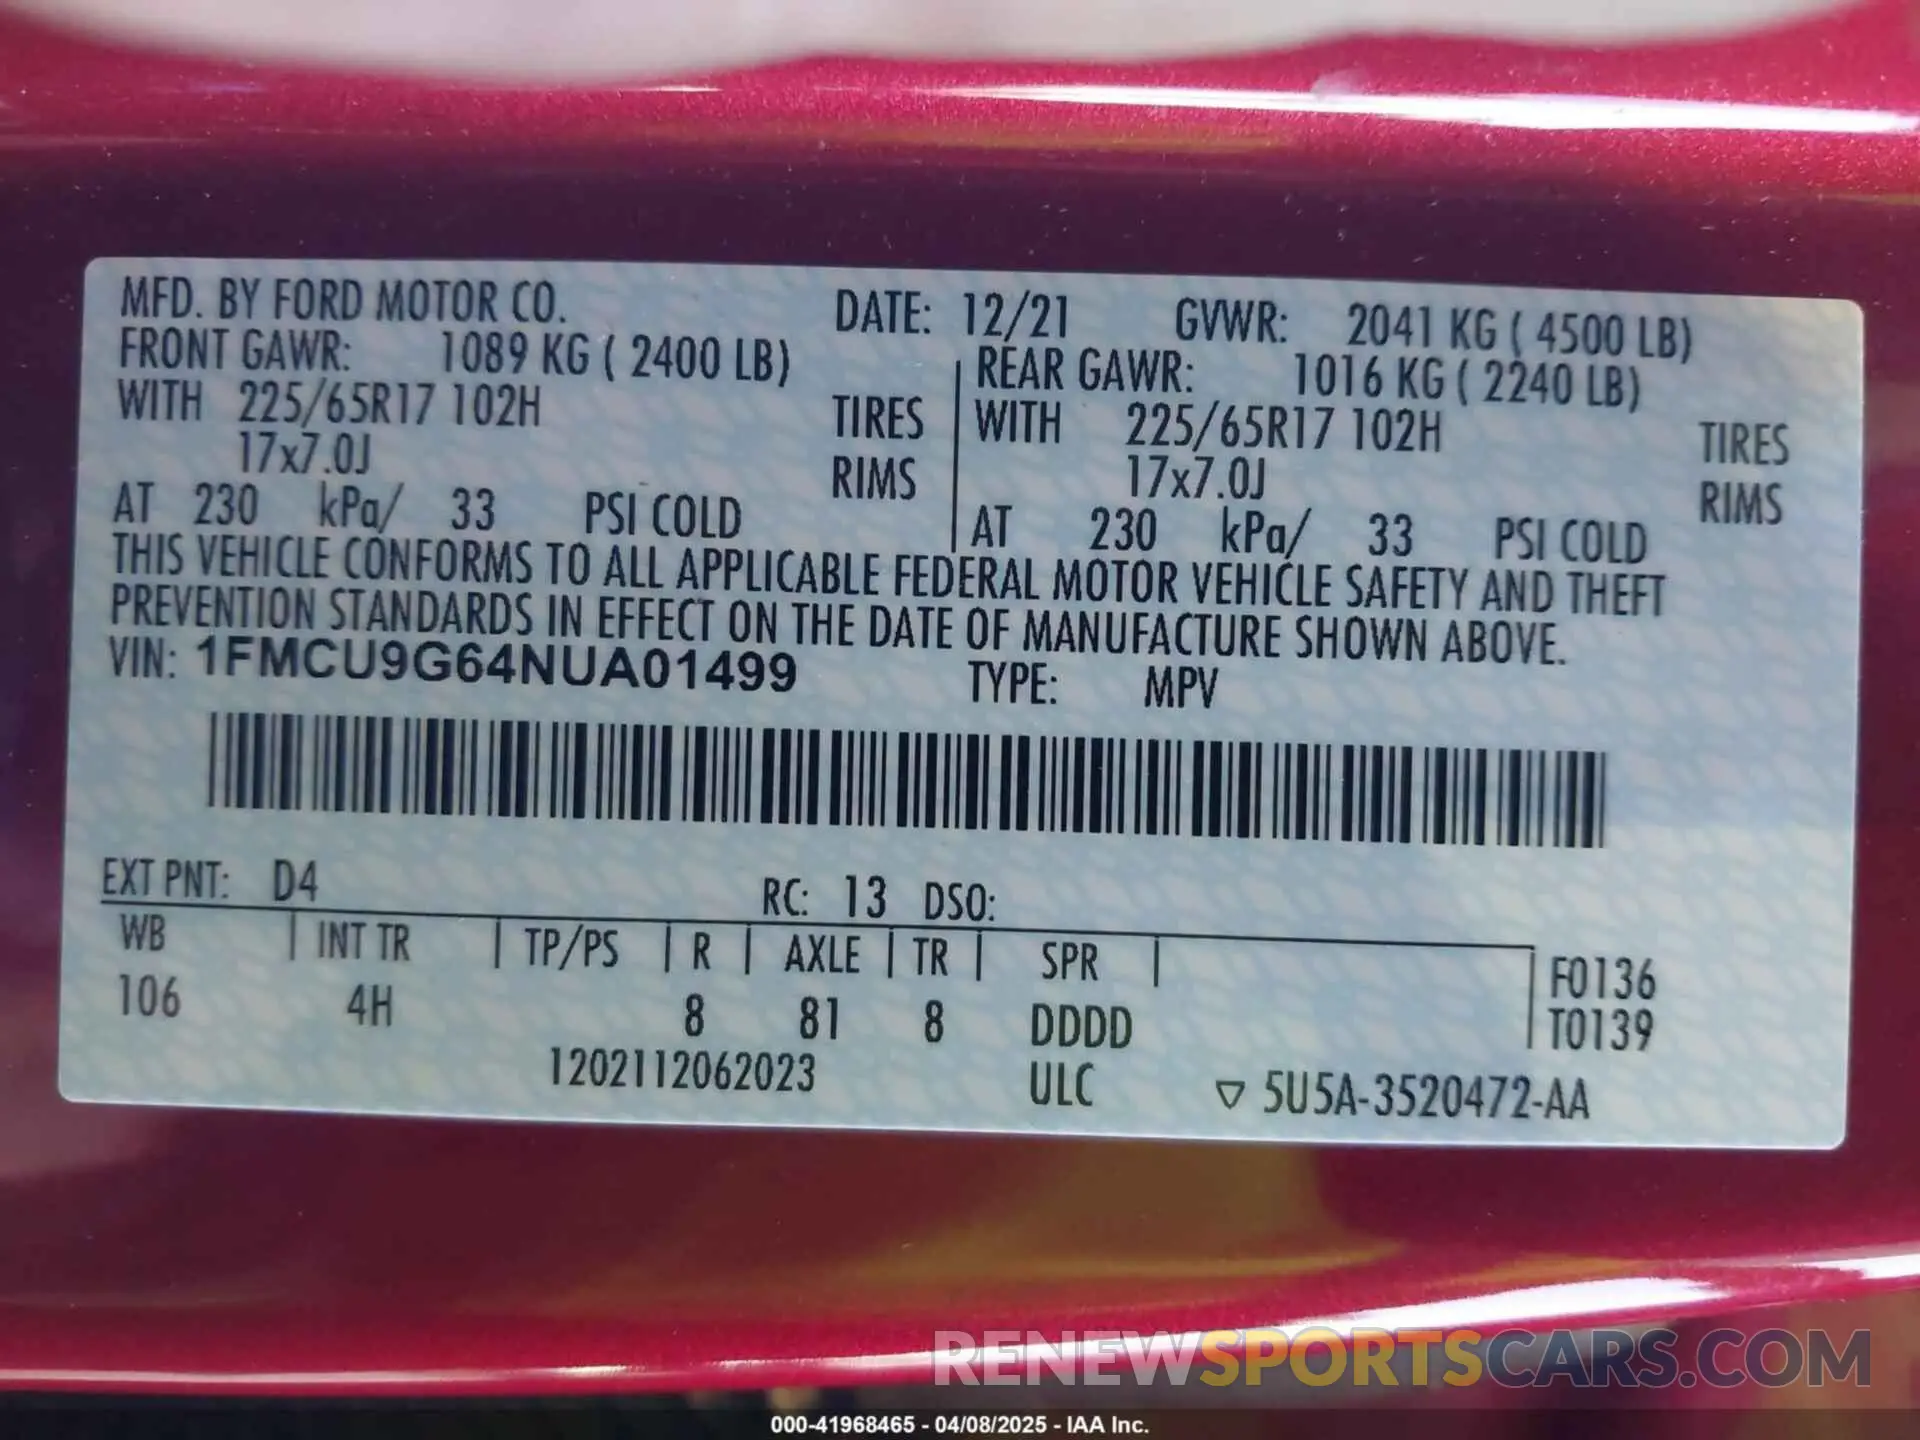 MFD. BY FORD MOTOR CO. DATE: 12/21 GVWR: 2041 KG ( 4500 LB)
FRONT GAWR: 1089 KG ( 2400 LB) REAR GAWR: 1016 KG ( 2240 LB)
WITH 225/65R17 102H TIRES WITH 225/65R17 102H TIRES
17x7.0J RIMS 17x7.0J RIMS
AT 230 kPa/ 33 PSI COLD AT 230 kPa/ 33 PSI COLD
THIS VEHICLE CONFORMS TO ALL APPLICABLE FEDERAL MOTOR VEHICLE SAFETY AND THEFT
PREVENTION STANDARDS IN EFFECT ON THE DATE OF MANUFACTURE SHOWN ABOVE.
VIN: 1FMCU9G64NUA01499 TYPE: MPV
EXT PNT: D4 RC: 13 DSO:
WB | INT TR | TP/PS | R | AXLE | TR | SPR | F0136
106 4H 8 81 8 DDDD T0139
1202112062023 ULC ▽ 5U5A-3520472-AA
RENEWSPORTSCARS.COM
000-41968465 - 04/08/2025 - IAA Inc.